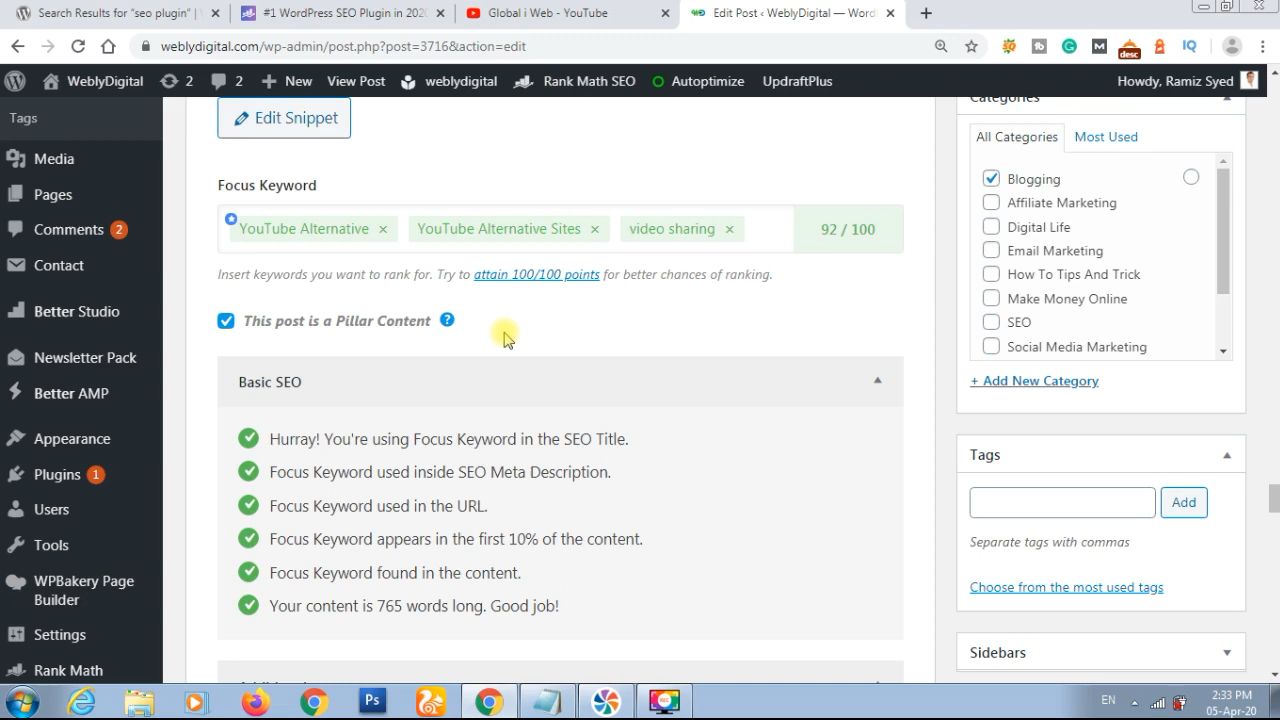 Search Results for "seo plugin" |
#1 WordPress SEO Plugin in 2020
Global i Web - YouTube
Edit Post ‹ WeblyDigital — Word
weblydigital.com/wp-admin/post.php?post=3716&action=edit
desc
WeblyDigital
2
2
New
View Post
weblydigital
Rank Math SEO
Autoptimize
UpdraftPlus
Howdy, Ramiz Syed
Tags
Media
Pages
Comments 2
Contact
Better Studio
Newsletter Pack
Better AMP
Appearance
Plugins 1
Users
Tools
WPBakery Page
Builder
Settings
Rank Math
Edit Snippet
Focus Keyword
YouTube Alternative ×
YouTube Alternative Sites ×
video sharing ×
92 / 100
Insert keywords you want to rank for. Try to attain 100/100 points for better chances of ranking.
This post is a Pillar Content ?
Basic SEO
Hurray! You're using Focus Keyword in the SEO Title.
Focus Keyword used inside SEO Meta Description.
Focus Keyword used in the URL.
Focus Keyword appears in the first 10% of the content.
Focus Keyword found in the content.
Your content is 765 words long. Good job!
Categories
All Categories
Most Used
Blogging
Affiliate Marketing
Digital Life
Email Marketing
How To Tips And Trick
Make Money Online
SEO
Social Media Marketing
+ Add New Category
Tags
Add
Separate tags with commas
Choose from the most used tags
Sidebars
Ps
EN
2:33 PM
05-Apr-20